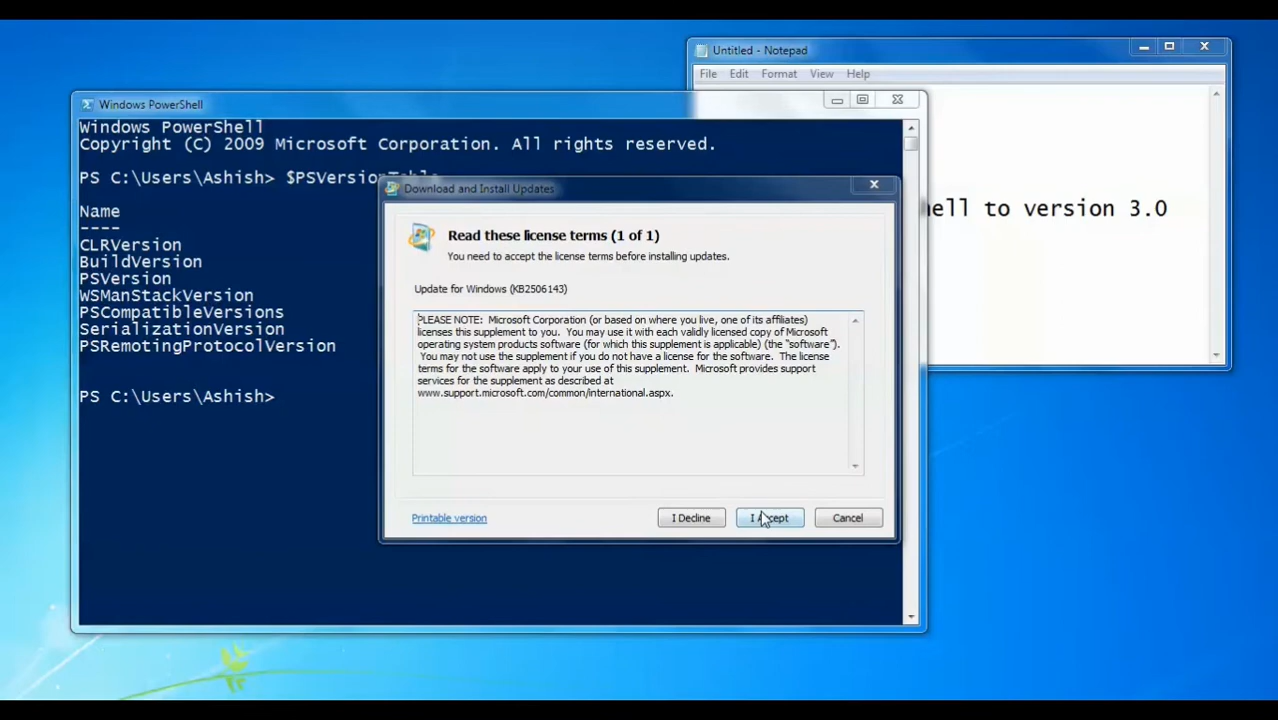 Untitled - Notepad
File Edit Format View Help
to version 3.0
Windows PowerShell
Windows PowerShell
Copyright (C) 2009 Microsoft Corporation. All rights reserved.
PS C:\Users\Ashish> $PSVersionTable
Name
----
CLRVersion
BuildVersion
PSVersion
WSManStackVersion
PSCompatibleVersions
SerializationVersion
PSRemotingProtocolVersion
PS C:\Users\Ashish>
Download and Install Updates
Read these license terms (1 of 1)
You need to accept the license terms before installing updates.
Update for Windows (KB2506143)
PLEASE NOTE: Microsoft Corporation (or based on where you live, one of its affiliates)
licenses this supplement to you. You may use it with each validly licensed copy of Microsoft
operating system products software (for which this supplement is applicable) (the “software”).
You may not use the supplement if you do not have a license for the software. The license
terms for the software apply to your use of this supplement. Microsoft provides support
services for the supplement as described at
www.support.microsoft.com/common/international.aspx.
Printable version
I Decline
I Accept
Cancel